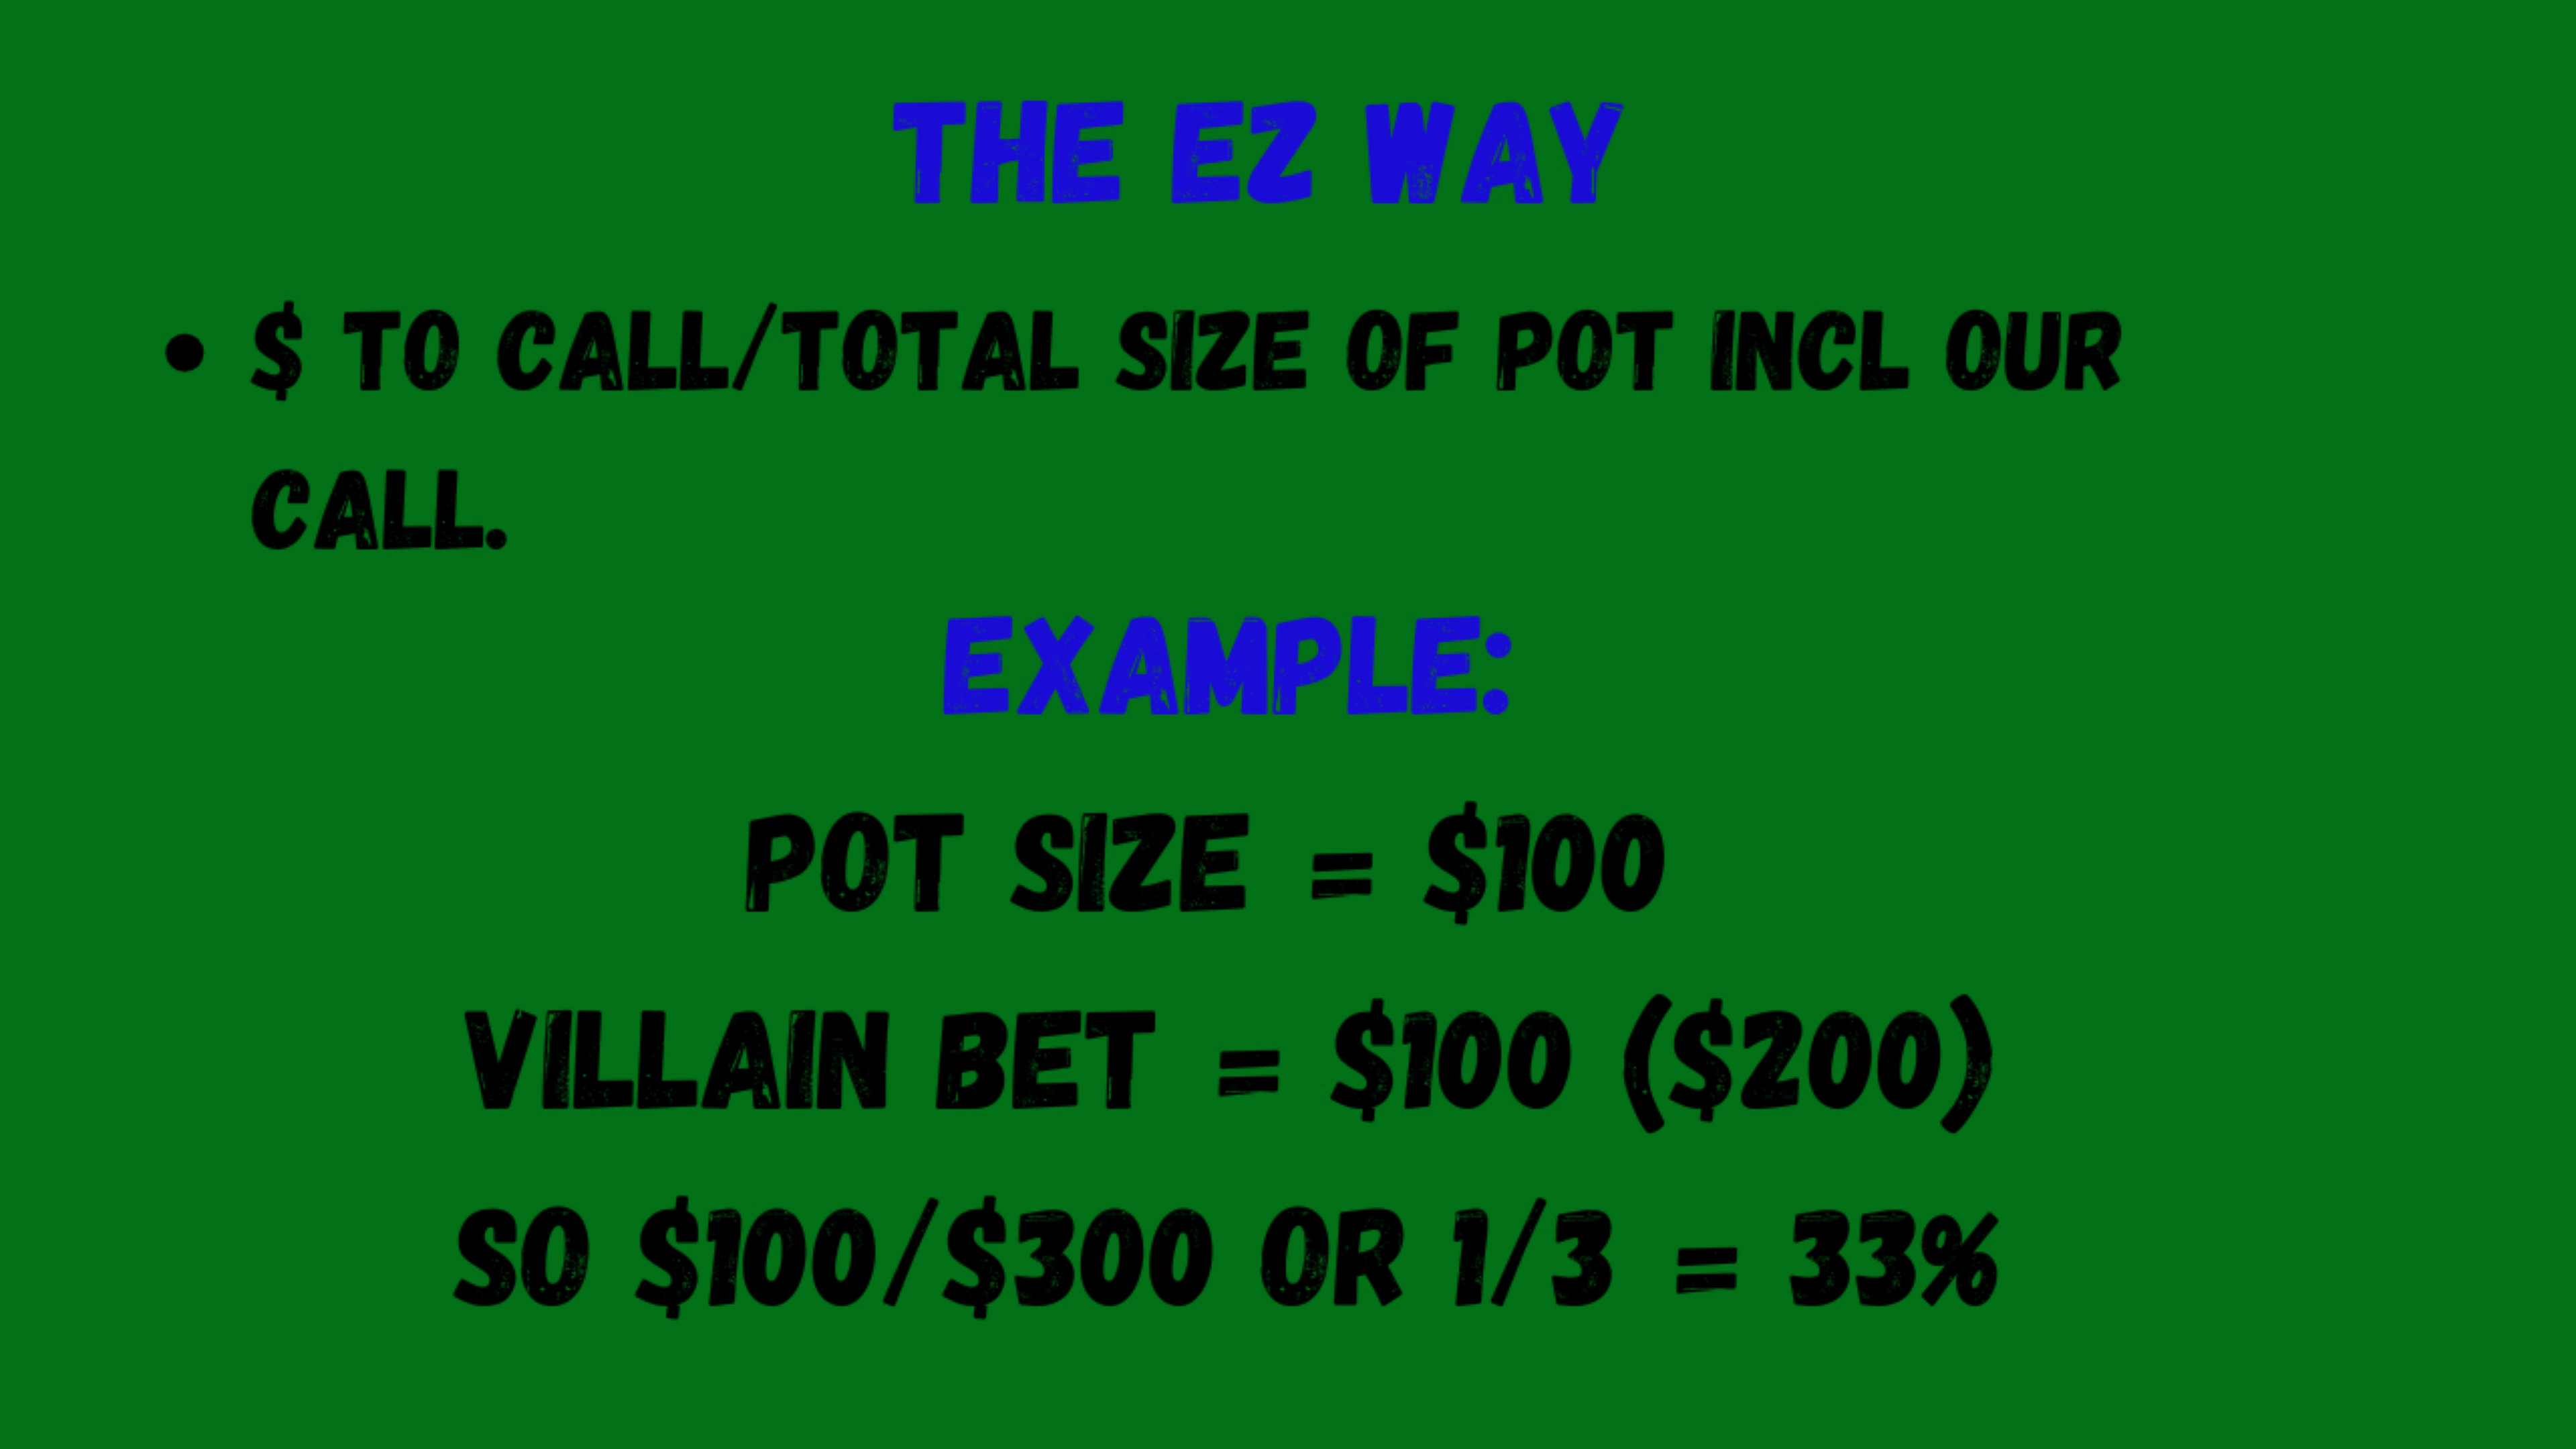 THE EZ WAY
• $ TO CALL/TOTAL SIZE OF POT INCL OUR
CALL.
EXAMPLE:
POT SIZE = $100
VILLAIN BET = $100 ($200)
SO $100/$300 OR 1/3 = 33%